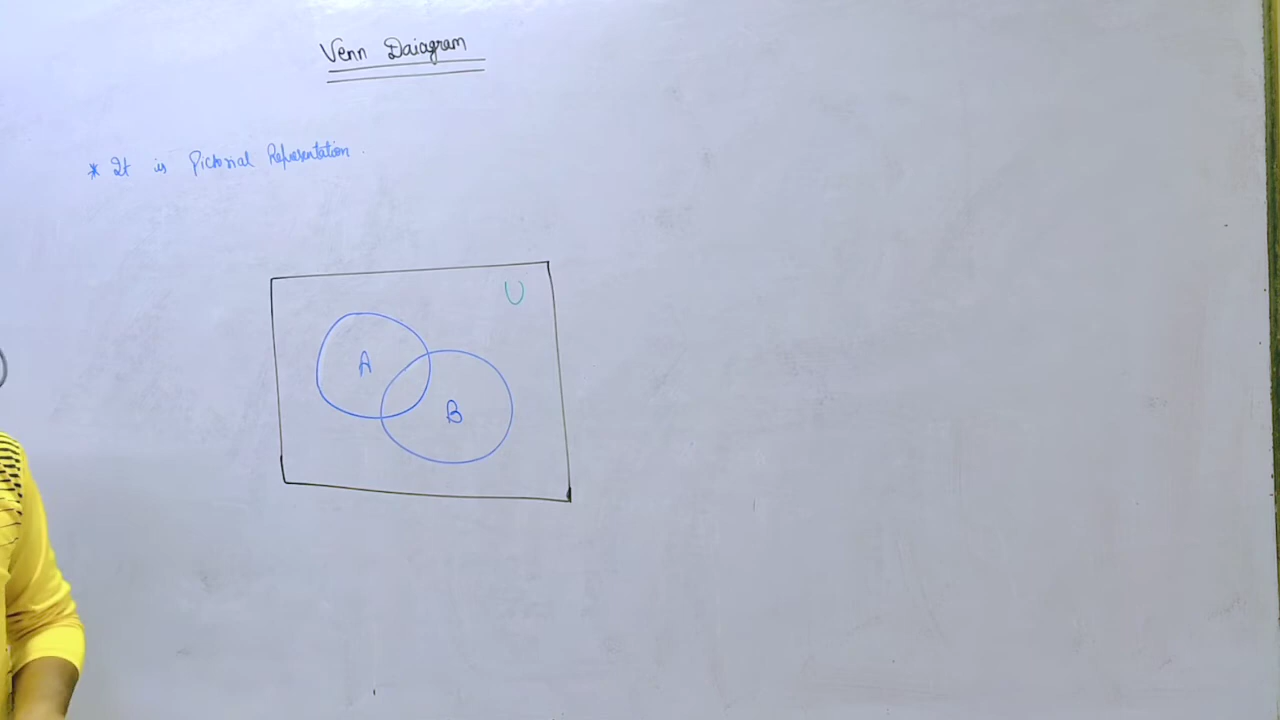 Venn Daiagram
* It is Pictorial Representation.
U
A
B